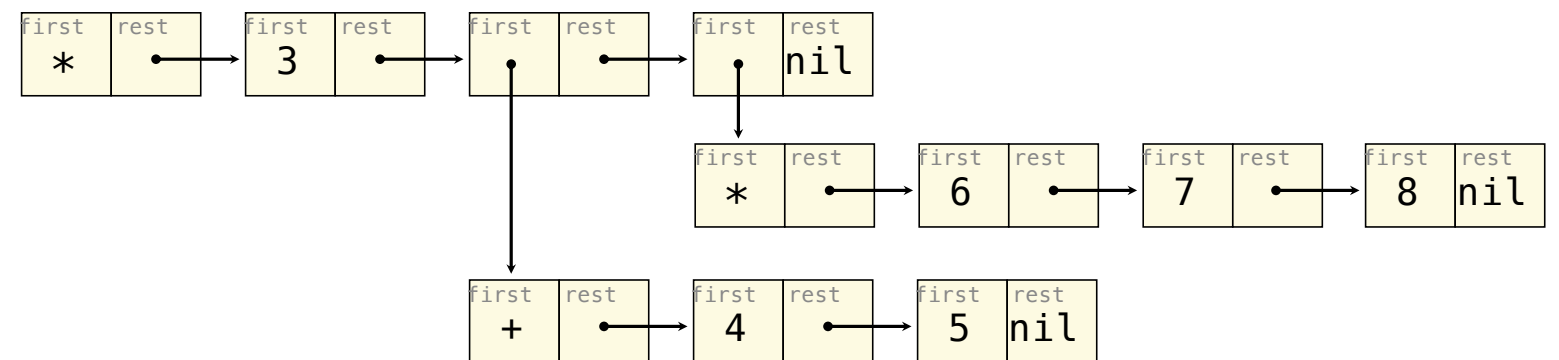 first rest first rest first rest first rest
* 3 nil
first rest first rest first rest first rest
* 6 7 8 nil
first rest first rest first rest
+ 4 5 nil